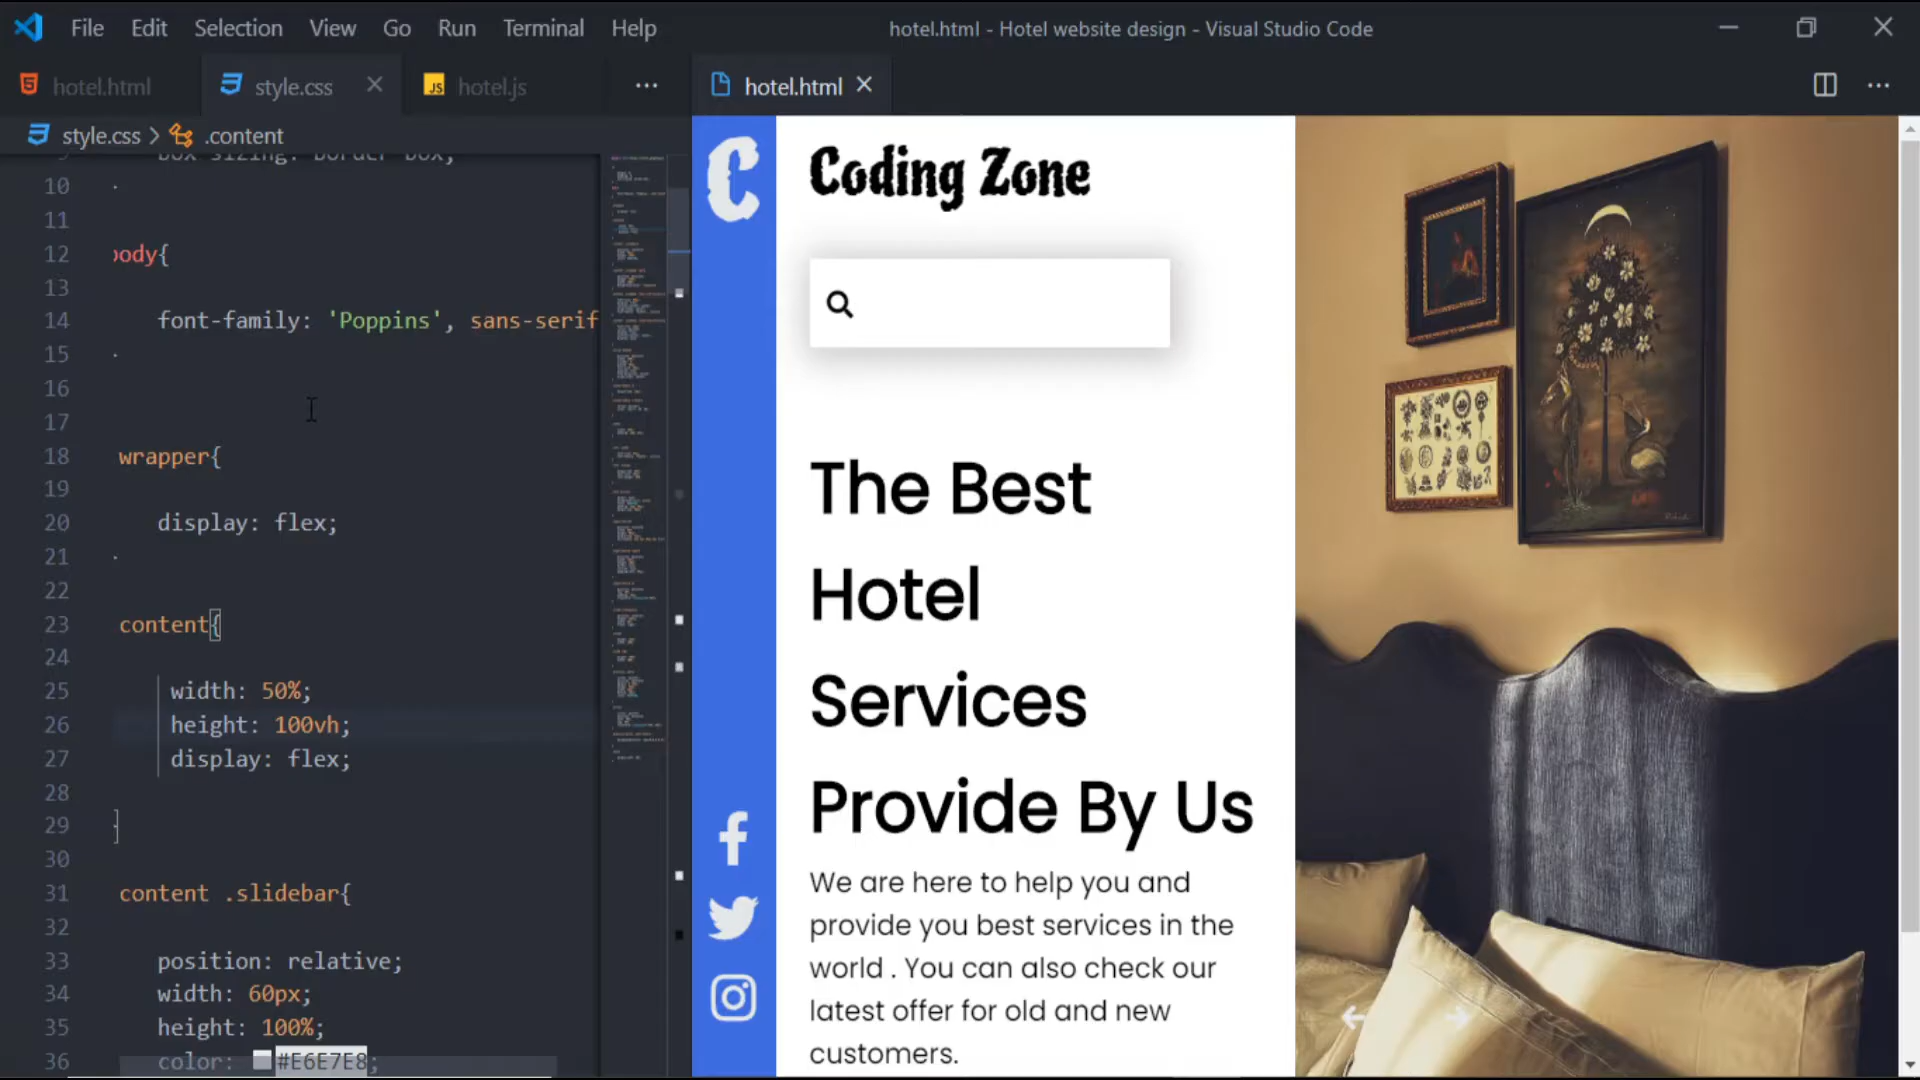 File Edit Selection View Go Run Terminal Help
hotel.html - Hotel website design - Visual Studio Code
hotel.html style.css hotel.js
hotel.html
style.css > .content
box-sizing: border-box;
10
11
12 body{
13
14 font-family: 'Poppins', sans-serif
15
16
17
18 wrapper{
19
20 display: flex;
21
22
23 content{
24
25 width: 50%;
26 height: 100vh;
27 display: flex;
28
29 }
30
31 content .slidebar{
32
33 position: relative;
34 width: 60px;
35 height: 100%;
36 color: #E6E7E8;
C
Coding Zone
The Best
Hotel
Services
Provide By Us
We are here to help you and
provide you best services in the
world . You can also check our
latest offer for old and new
customers.